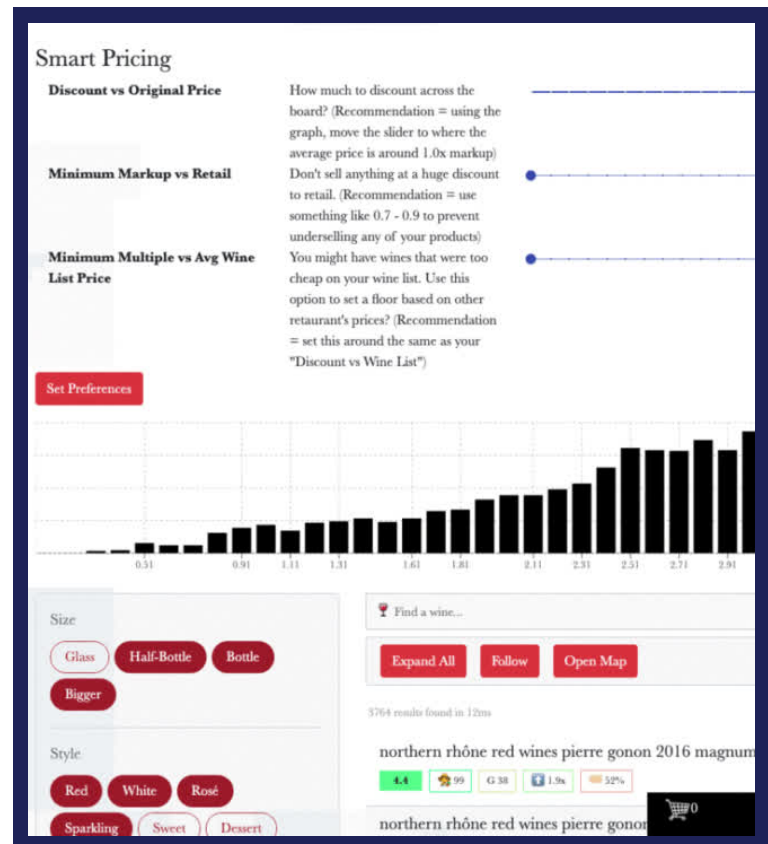 Smart Pricing
Discount vs Original Price
How much to discount across the
board? (Recommendation = using the
graph, move the slider to where the
average price is around 1.0x markup)
Minimum Markup vs Retail
Don't sell anything at a huge discount
to retail. (Recommendation = use
something like 0.7 - 0.9 to prevent
underselling any of your products)
Minimum Multiple vs Avg Wine
List Price
You might have wines that were too
cheap on your wine list. Use this
option to set a floor based on other
retaurant's prices? (Recommendation
= set this around the same as your
"Discount vs Wine List")
Set Preferences
0.51 0.91 1.11 1.31 1.61 1.81 2.11 2.31 2.51 2.71 2.91
Size
Glass Half-Bottle Bottle
Bigger
Style
Red White Rosé
Sparkling Sweet Dessert
Find a wine...
Expand All Follow Open Map
3764 results found in 12ms
northern rhône red wines pierre gonon 2016 magnum
4.4 99 G 38 1.9x 52%
northern rhône red wines pierre gonon
0